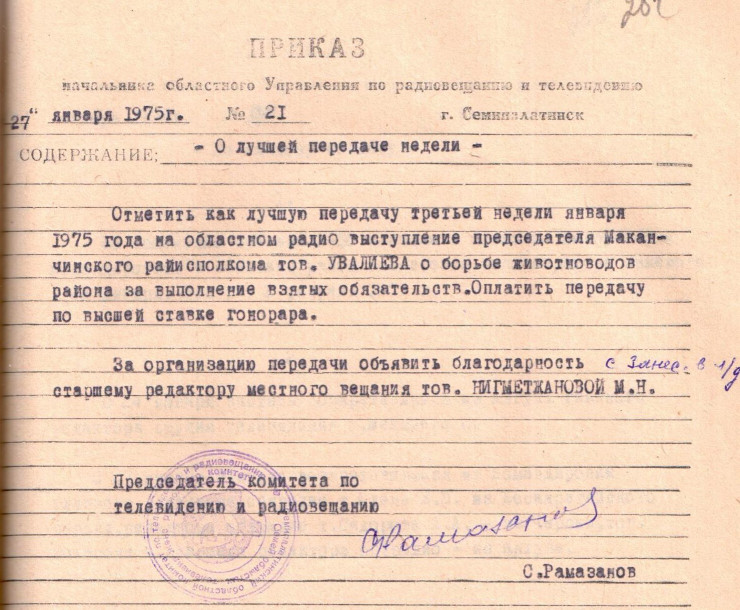 ПРИКАЗ
начальника областного Управления по радиовещанию и телевидению
"27" января 1975г. № 21 г. Семипалатинск
СОДЕРЖАНИЕ: - О лучшей передаче недели -
Отметить как лучшую передачу третьей недели января
1975 года на областном радио выступление председателя Макан-
чинского райисполкома тов. УВАЛИЕВА о борьбе животноводов
района за выполнение взятых обязательств.Оплатить передачу
по высшей ставке гонорара.
За организацию передачи объявить благодарность с занес. в л/д
старшему редактору местного вещания тов. НИГМЕТЖАНОВОЙ М.Н.
Председатель комитета по
телевидению и радиовещанию
С.Рамазанов